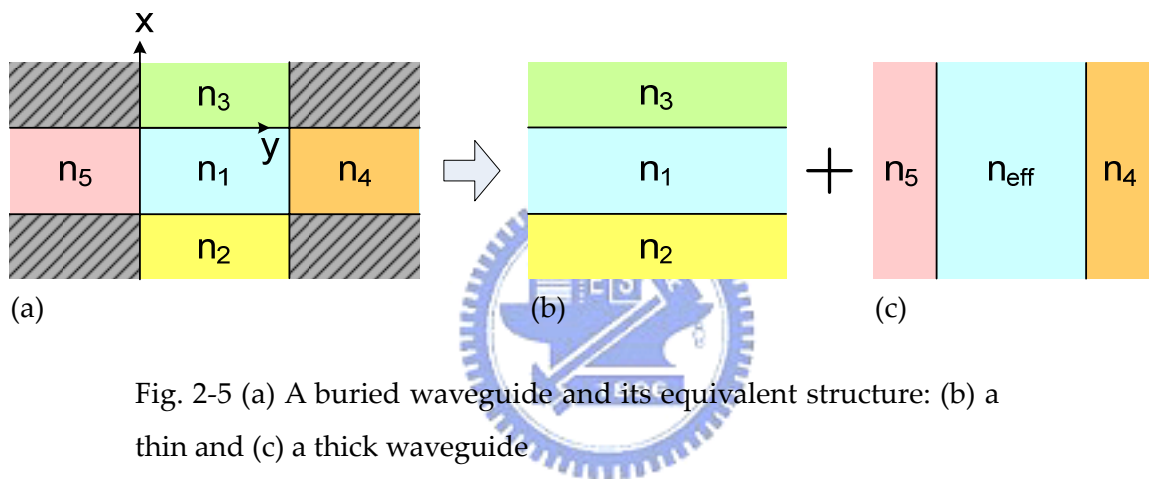 x
n₃
n₅
n₁
y
n₄
n₂
(a)
n₃
n₁
n₂
(b)
+
n₅
n_eff
n₄
(c)
Fig. 2-5 (a) A buried waveguide and its equivalent structure: (b) a
thin and (c) a thick waveguide